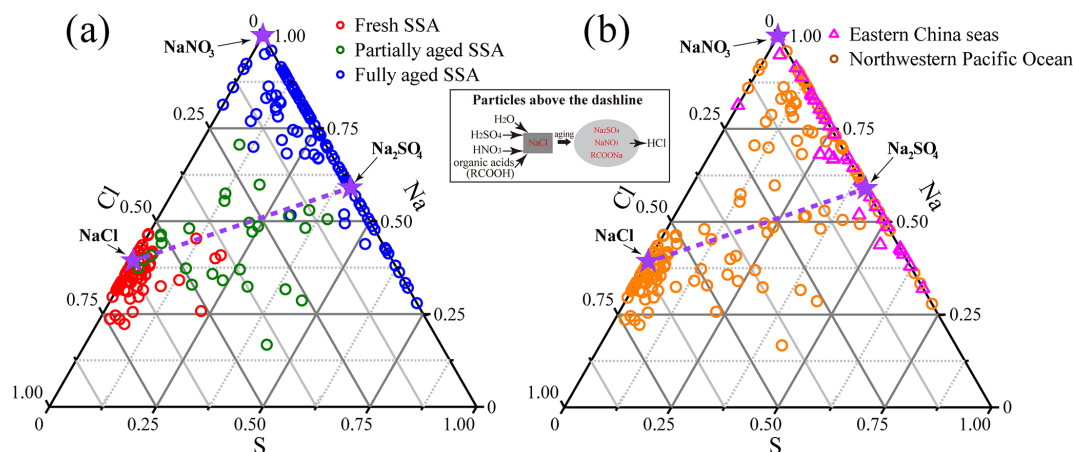 (a)
0
1.00
NaNO3
Fresh SSA
Partially aged SSA
Fully aged SSA
0.25
0.75
Na2SO4
Cl
Na
0.50
0.50
NaCl
0.75
0.25
1.00
0
0
0.25
0.50
0.75
1.00
S
Particles above the dashline
H2O
H2SO4
HNO3
organic acids
(RCOOH)
NaCl
aging
Na2SO4
NaNO3
RCOONa
HCl
(b)
0
1.00
NaNO3
Eastern China seas
Northwestern Pacific Ocean
0.25
0.75
Na2SO4
Cl
Na
0.50
0.50
NaCl
0.75
0.25
1.00
0
0
0.25
0.50
0.75
1.00
S